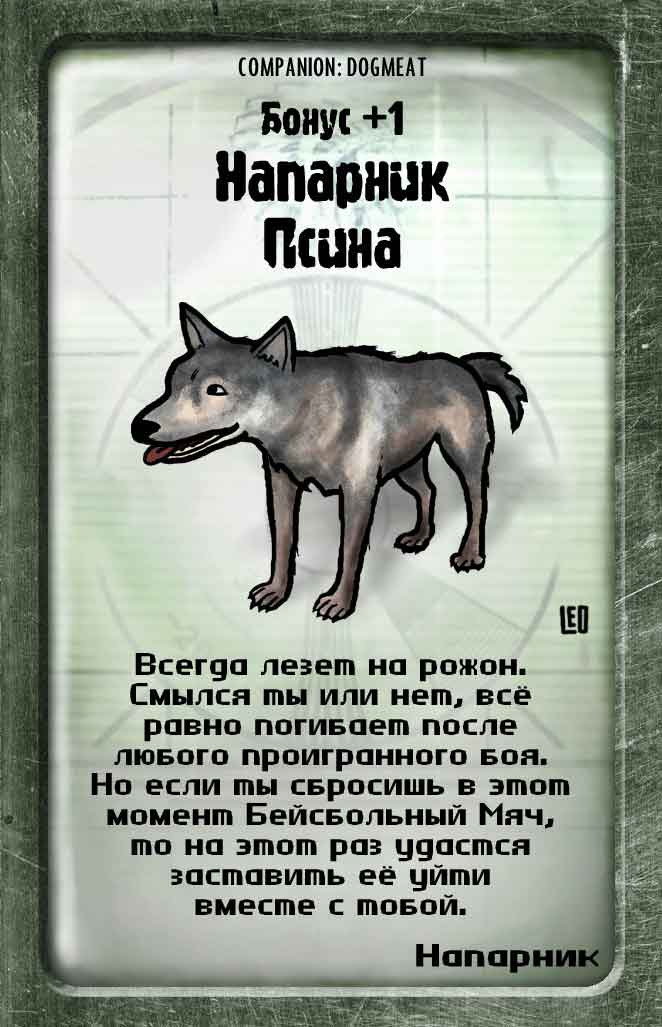 COMPANION: DOGMEAT
Бонус +1
Напарник
Псина
LEO
Всегда лезет на рожон.
Смылся ты или нет, всё
равно погибает после
любого проигранного боя.
Но если ты сбросишь в этот
момент Бейсбольный Мяч,
то на этот раз удастся
заставить её уйти
вместе с тобой.
Напарник